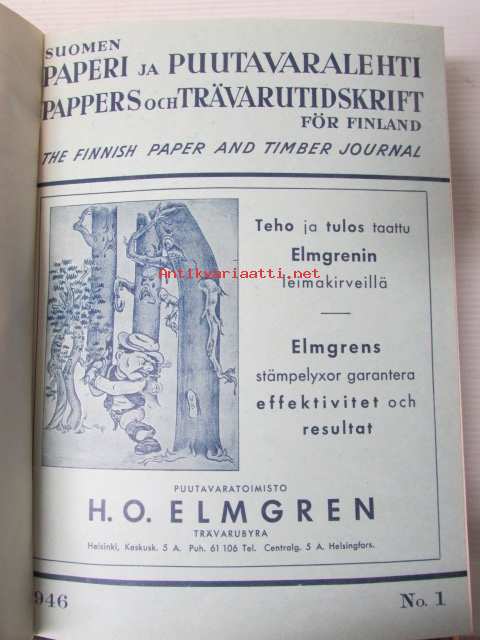 SUOMEN
PAPERI JA PUUTAVARALEHTI
PAPPERS OCH TRÄVARUTIDSKRIFT
FÖR FINLAND
THE FINNISH PAPER AND TIMBER JOURNAL
Teho ja tulos taattu
Elmgrenin
leimakirveillä
Elmgrens
stämpelyxor garantera
effektivitet och
resultat
Antikvariaatti.net
PUUTAVARATOIMISTO
H. O. ELMGREN
TRÄVARUBYRA
Helsinki, Keskusk. 5 A. Puh. 61 106 Tel. Centralg. 5 A. Helsingfors.
946
No. 1